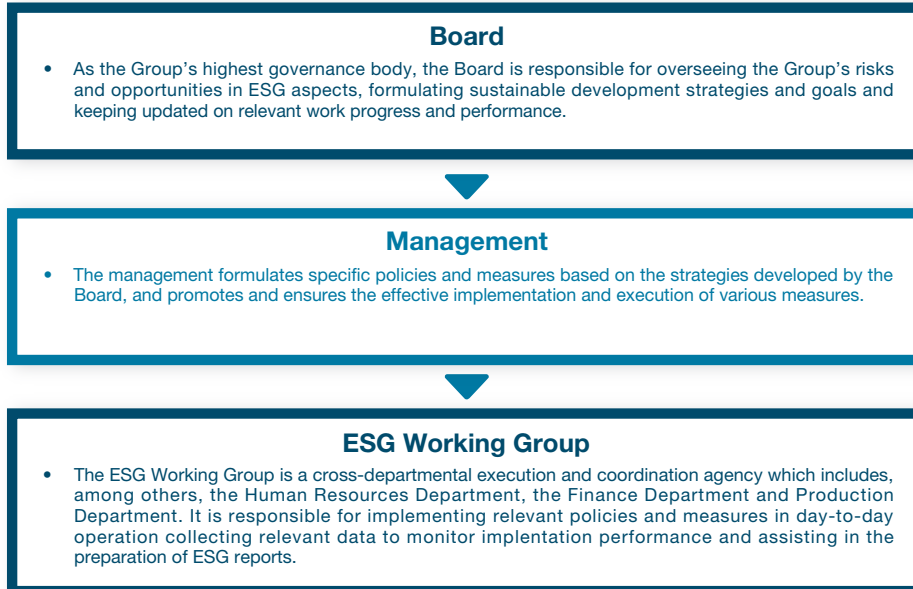 Board
• As the Group's highest governance body, the Board is responsible for overseeing the Group's risks
and opportunities in ESG aspects, formulating sustainable development strategies and goals and
keeping updated on relevant work progress and performance.
Management
• The management formulates specific policies and measures based on the strategies developed by the
Board, and promotes and ensures the effective implementation and execution of various measures.
ESG Working Group
• The ESG Working Group is a cross-departmental execution and coordination agency which includes,
among others, the Human Resources Department, the Finance Department and Production
Department. It is responsible for implementing relevant policies and measures in day-to-day
operation collecting relevant data to monitor implentation performance and assisting in the
preparation of ESG reports.